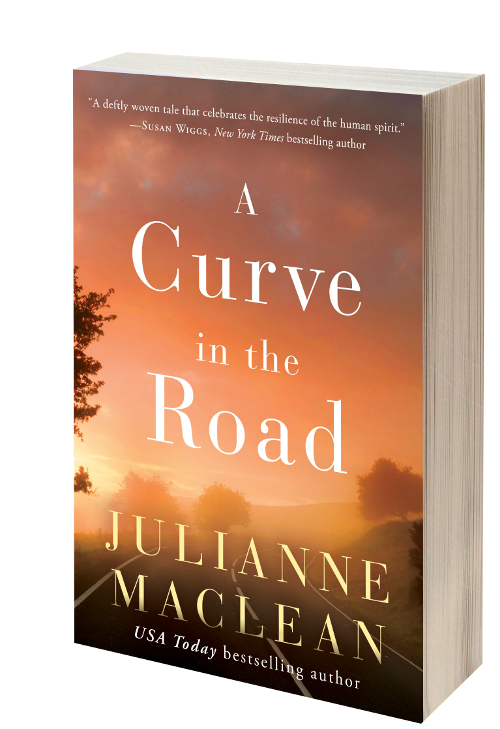 "A deftly woven tale that celebrates the resilience of the human spirit."
—SUSAN WIGGS, New York Times bestselling author
A
Curve
in the
Road
JULIANNE
MACLEAN
USA Today bestselling author